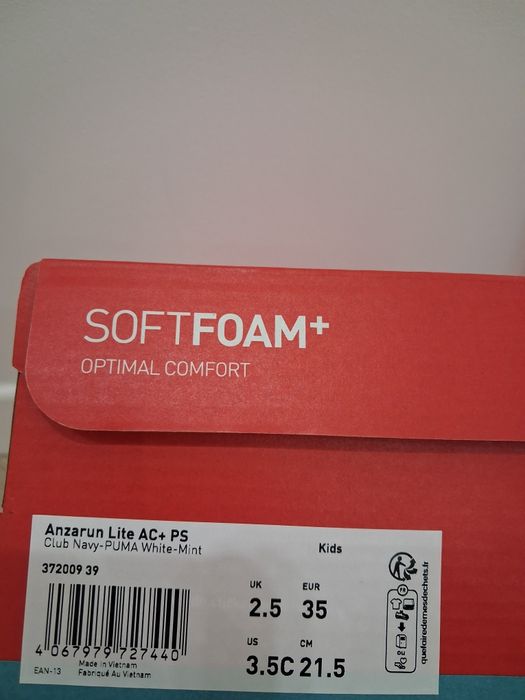 SOFTFOAM+
OPTIMAL COMFORT
Anzarun Lite AC+ PS
Club Navy-PUMA White-Mint
Kids
372009 39
UK
2.5
EUR
35
US
3.5C
CM
21.5
4 067979 727440
EAN-13
Made in Vietnam
Fabriqué Au Vietnam
quefairedemesdechets.fr